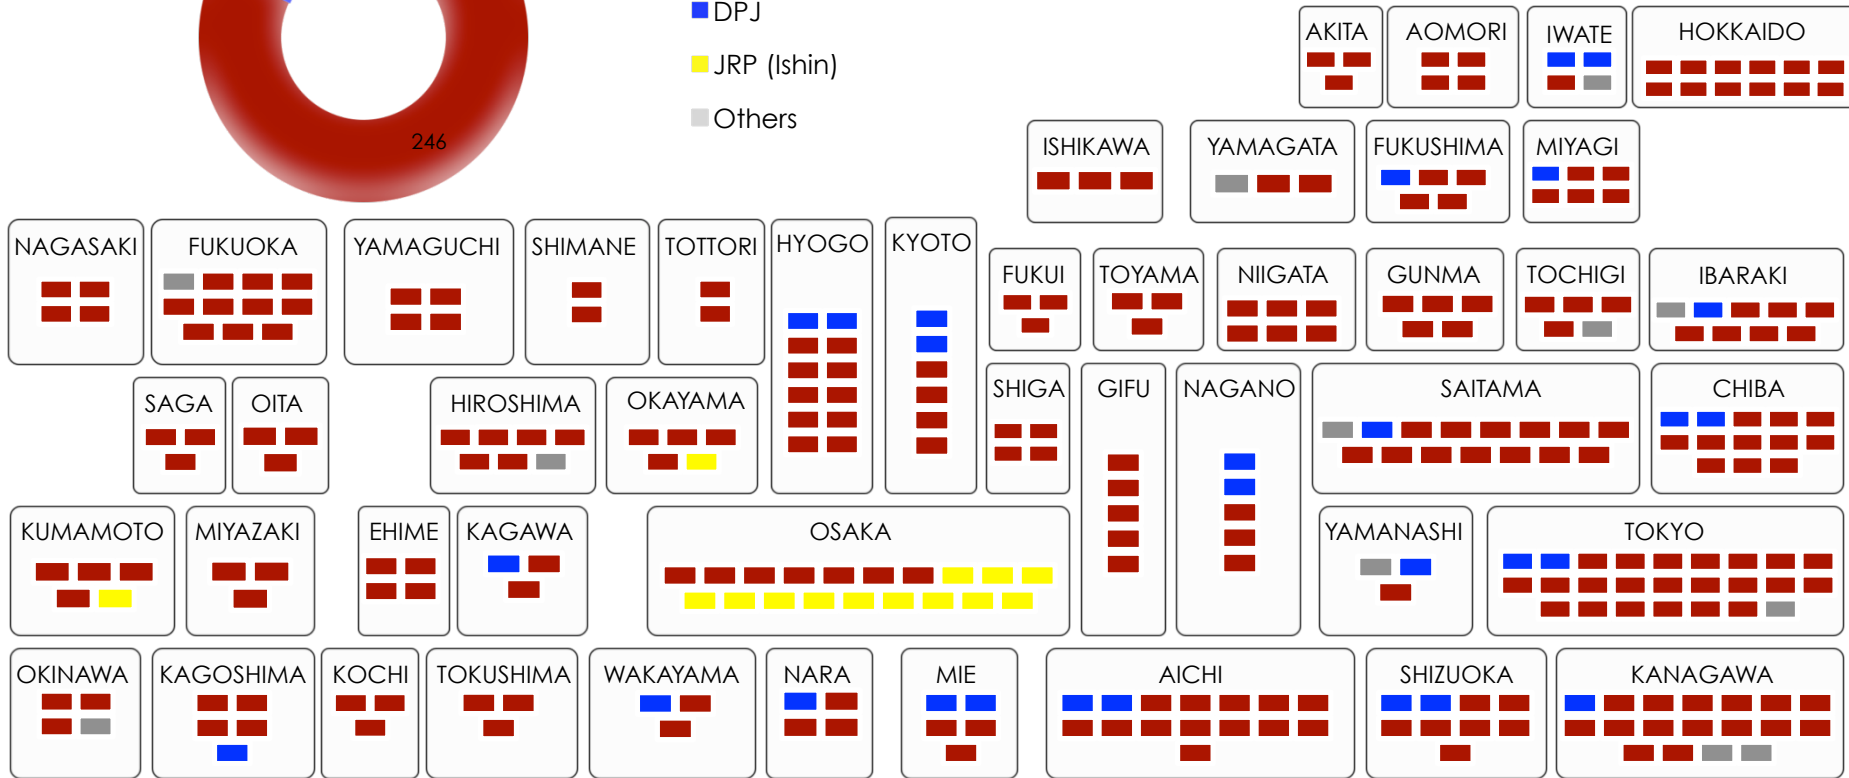 DPJ
JRP (Ishin)
Others
246
AKITA
AOMORI
IWATE
HOKKAIDO
ISHIKAWA
YAMAGATA
FUKUSHIMA
MIYAGI
NAGASAKI
FUKUOKA
YAMAGUCHI
SHIMANE
TOTTORI
HYOGO
KYOTO
FUKUI
TOYAMA
NIIGATA
GUNMA
TOCHIGI
IBARAKI
SAGA
OITA
HIROSHIMA
OKAYAMA
SHIGA
GIFU
NAGANO
SAITAMA
CHIBA
KUMAMOTO
MIYAZAKI
EHIME
KAGAWA
OSAKA
YAMANASHI
TOKYO
OKINAWA
KAGOSHIMA
KOCHI
TOKUSHIMA
WAKAYAMA
NARA
MIE
AICHI
SHIZUOKA
KANAGAWA